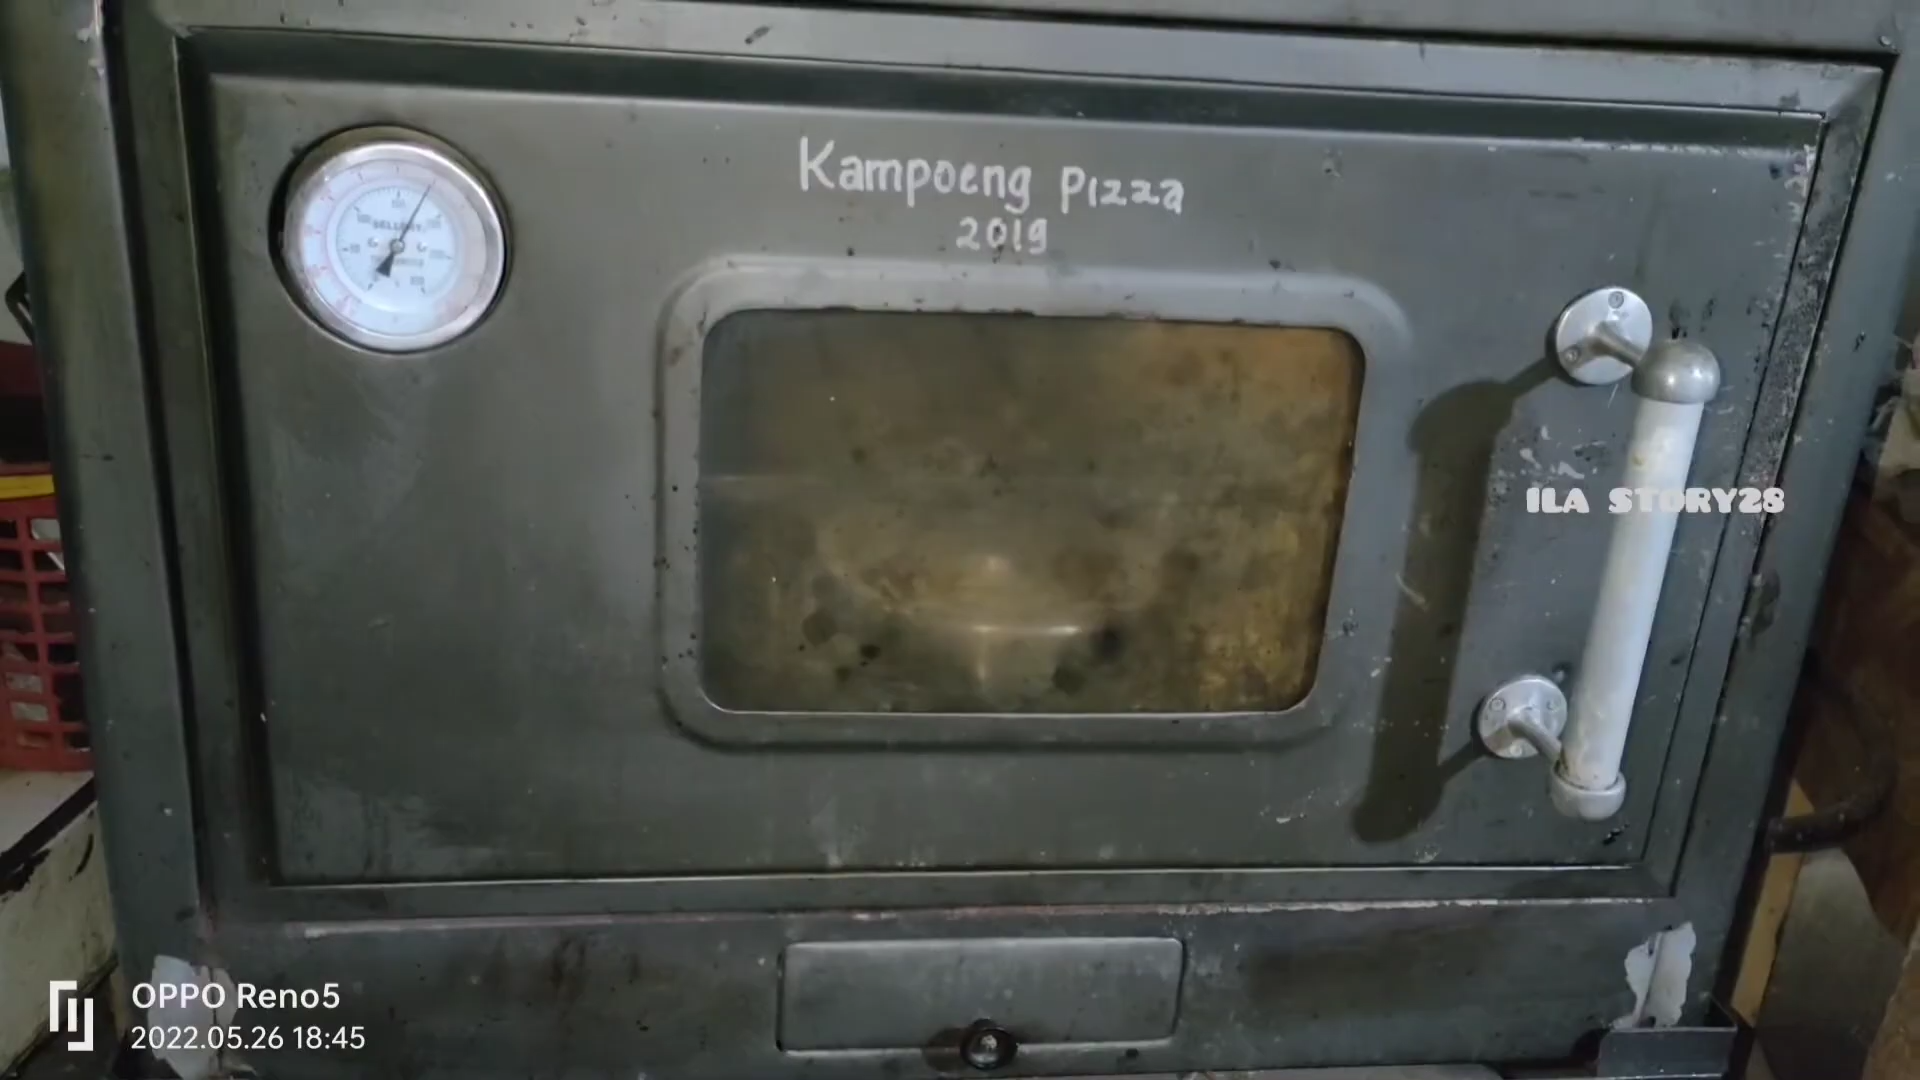 Kampoeng Pizza
2019
ILA STORY28
OPPO Reno5
2022.05.26 18:45